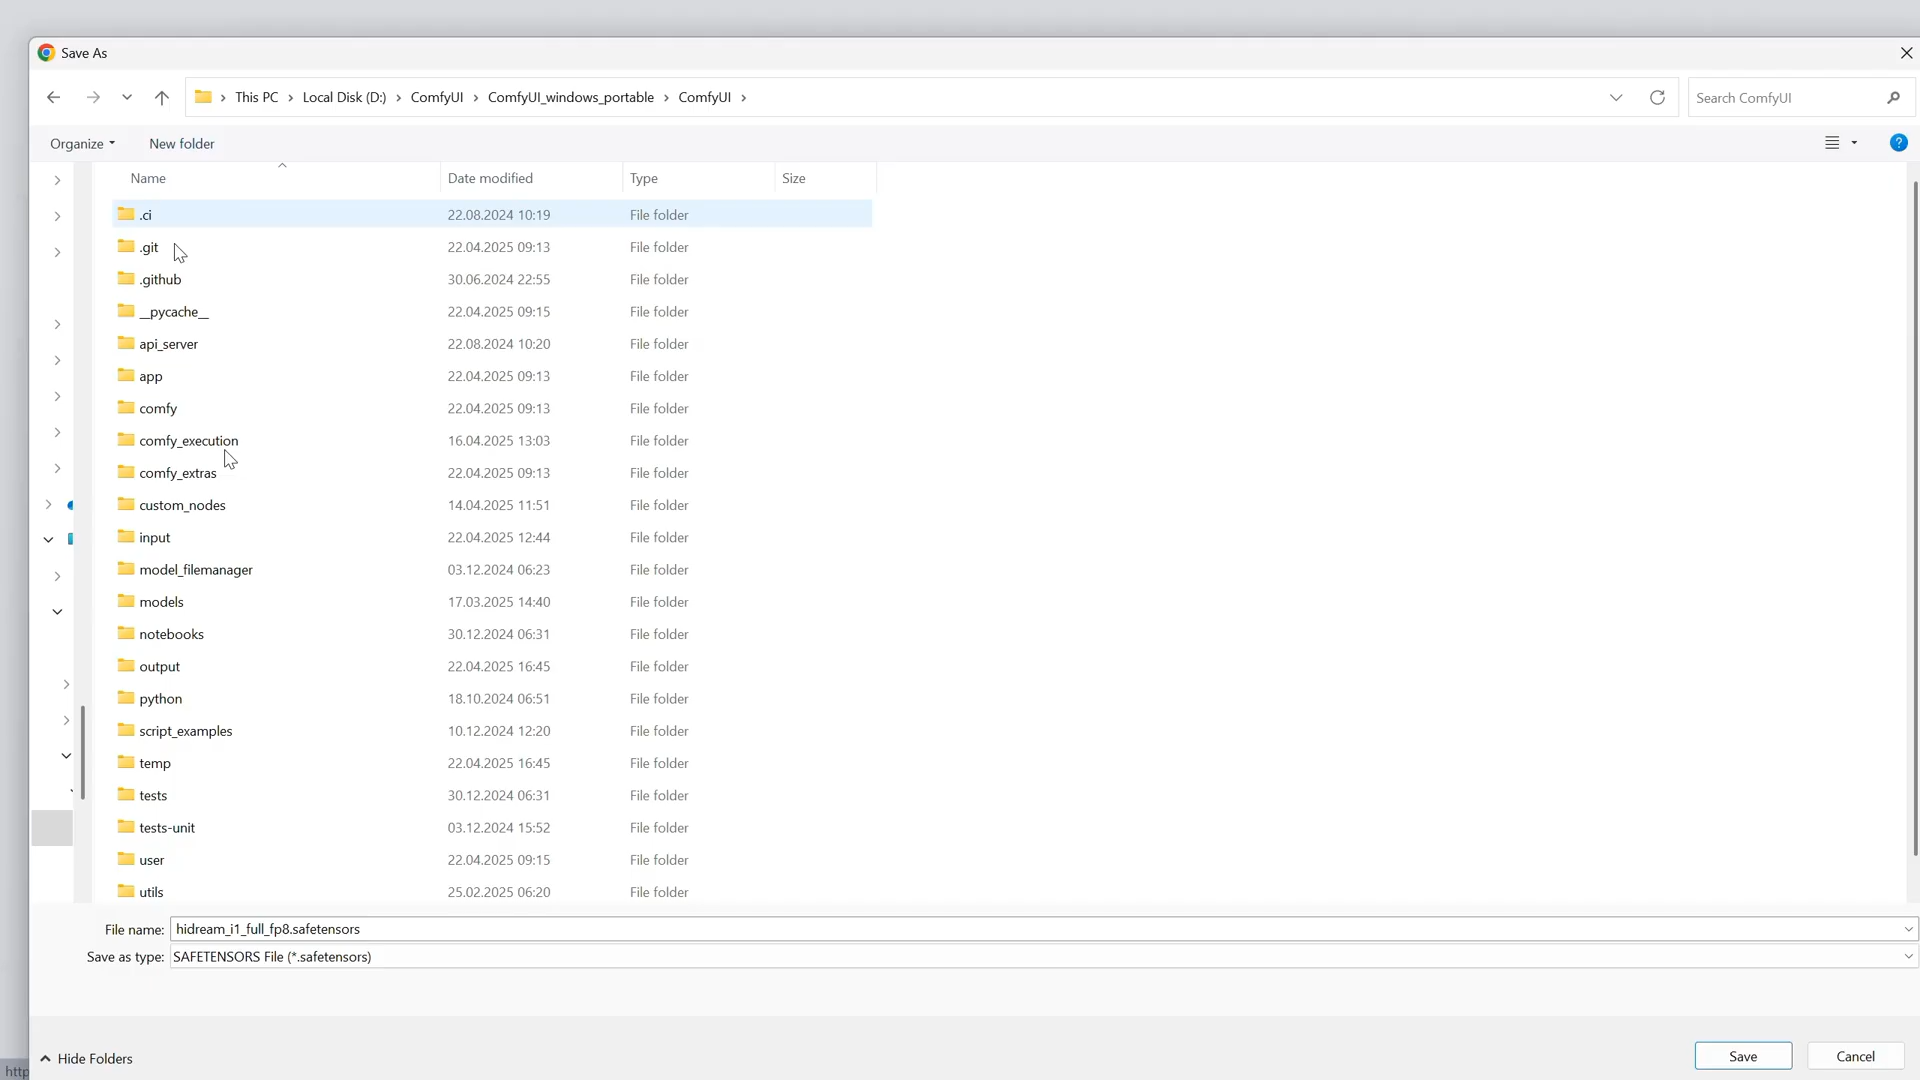 Save As
This PC > Local Disk (D:) > ComfyUI > ComfyUI_windows_portable > ComfyUI >
Search ComfyUI
Organize New folder
Name Date modified Type Size
.ci 22.08.2024 10:19 File folder
.git 22.04.2025 09:13 File folder
.github 30.06.2024 22:55 File folder
__pycache__ 22.04.2025 09:15 File folder
api_server 22.08.2024 10:20 File folder
app 22.04.2025 09:13 File folder
comfy 22.04.2025 09:13 File folder
comfy_execution 16.04.2025 13:03 File folder
comfy_extras 22.04.2025 09:13 File folder
custom_nodes 14.04.2025 11:51 File folder
input 22.04.2025 12:44 File folder
model_filemanager 03.12.2024 06:23 File folder
models 17.03.2025 14:40 File folder
notebooks 30.12.2024 06:31 File folder
output 22.04.2025 16:45 File folder
python 18.10.2024 06:51 File folder
script_examples 10.12.2024 12:20 File folder
temp 22.04.2025 16:45 File folder
tests 30.12.2024 06:31 File folder
tests-unit 03.12.2024 15:52 File folder
user 22.04.2025 09:15 File folder
utils 25.02.2025 06:20 File folder
File name: hidream_i1_full_fp8.safetensors
Save as type: SAFETENSORS File (*.safetensors)
Hide Folders Save Cancel
http